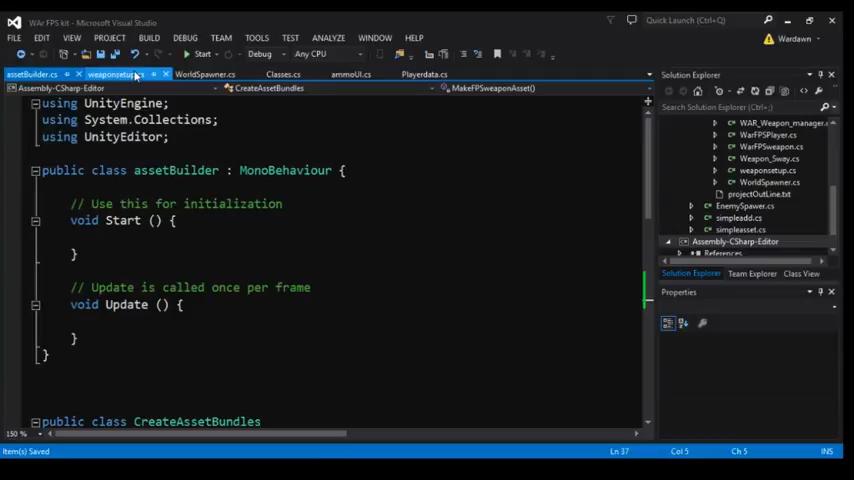 WAr FPS kit - Microsoft Visual Studio
Quick Launch (Ctrl+;)
FILE EDIT VIEW PROJECT BUILD DEBUG TEAM TOOLS TEST ANALYZE WINDOW HELP
Wardawn
Start Debug Any CPU
assetBuilder.cs weaponsetup.cs WorldSpawner.cs Classes.cs ammoUI.cs Playerdata.cs
Assembly-CSharp-Editor CreateAssetBundles MakeFPSweaponAsset()
using UnityEngine;
using System.Collections;
using UnityEditor;
public class assetBuilder : MonoBehaviour {
// Use this for initialization
void Start () {
}
// Update is called once per frame
void Update () {
}
}
public class CreateAssetBundles
150 %
Solution Explorer
Search Solution Explorer (Ctrl+;)
WAR_Weapon_manager.
WarFPSPlayer.cs
WarFPSweapon.cs
Weapon_Sway.cs
weaponsetup.cs
WorldSpawner.cs
projectOutLine.txt
EnemySpawer.cs
simpleadd.cs
simpleasset.cs
Assembly-CSharp-Editor
References
Solution Explorer Team Explorer Class View
Properties
Item(s) Saved Ln 37 Col 5 Ch 5 INS